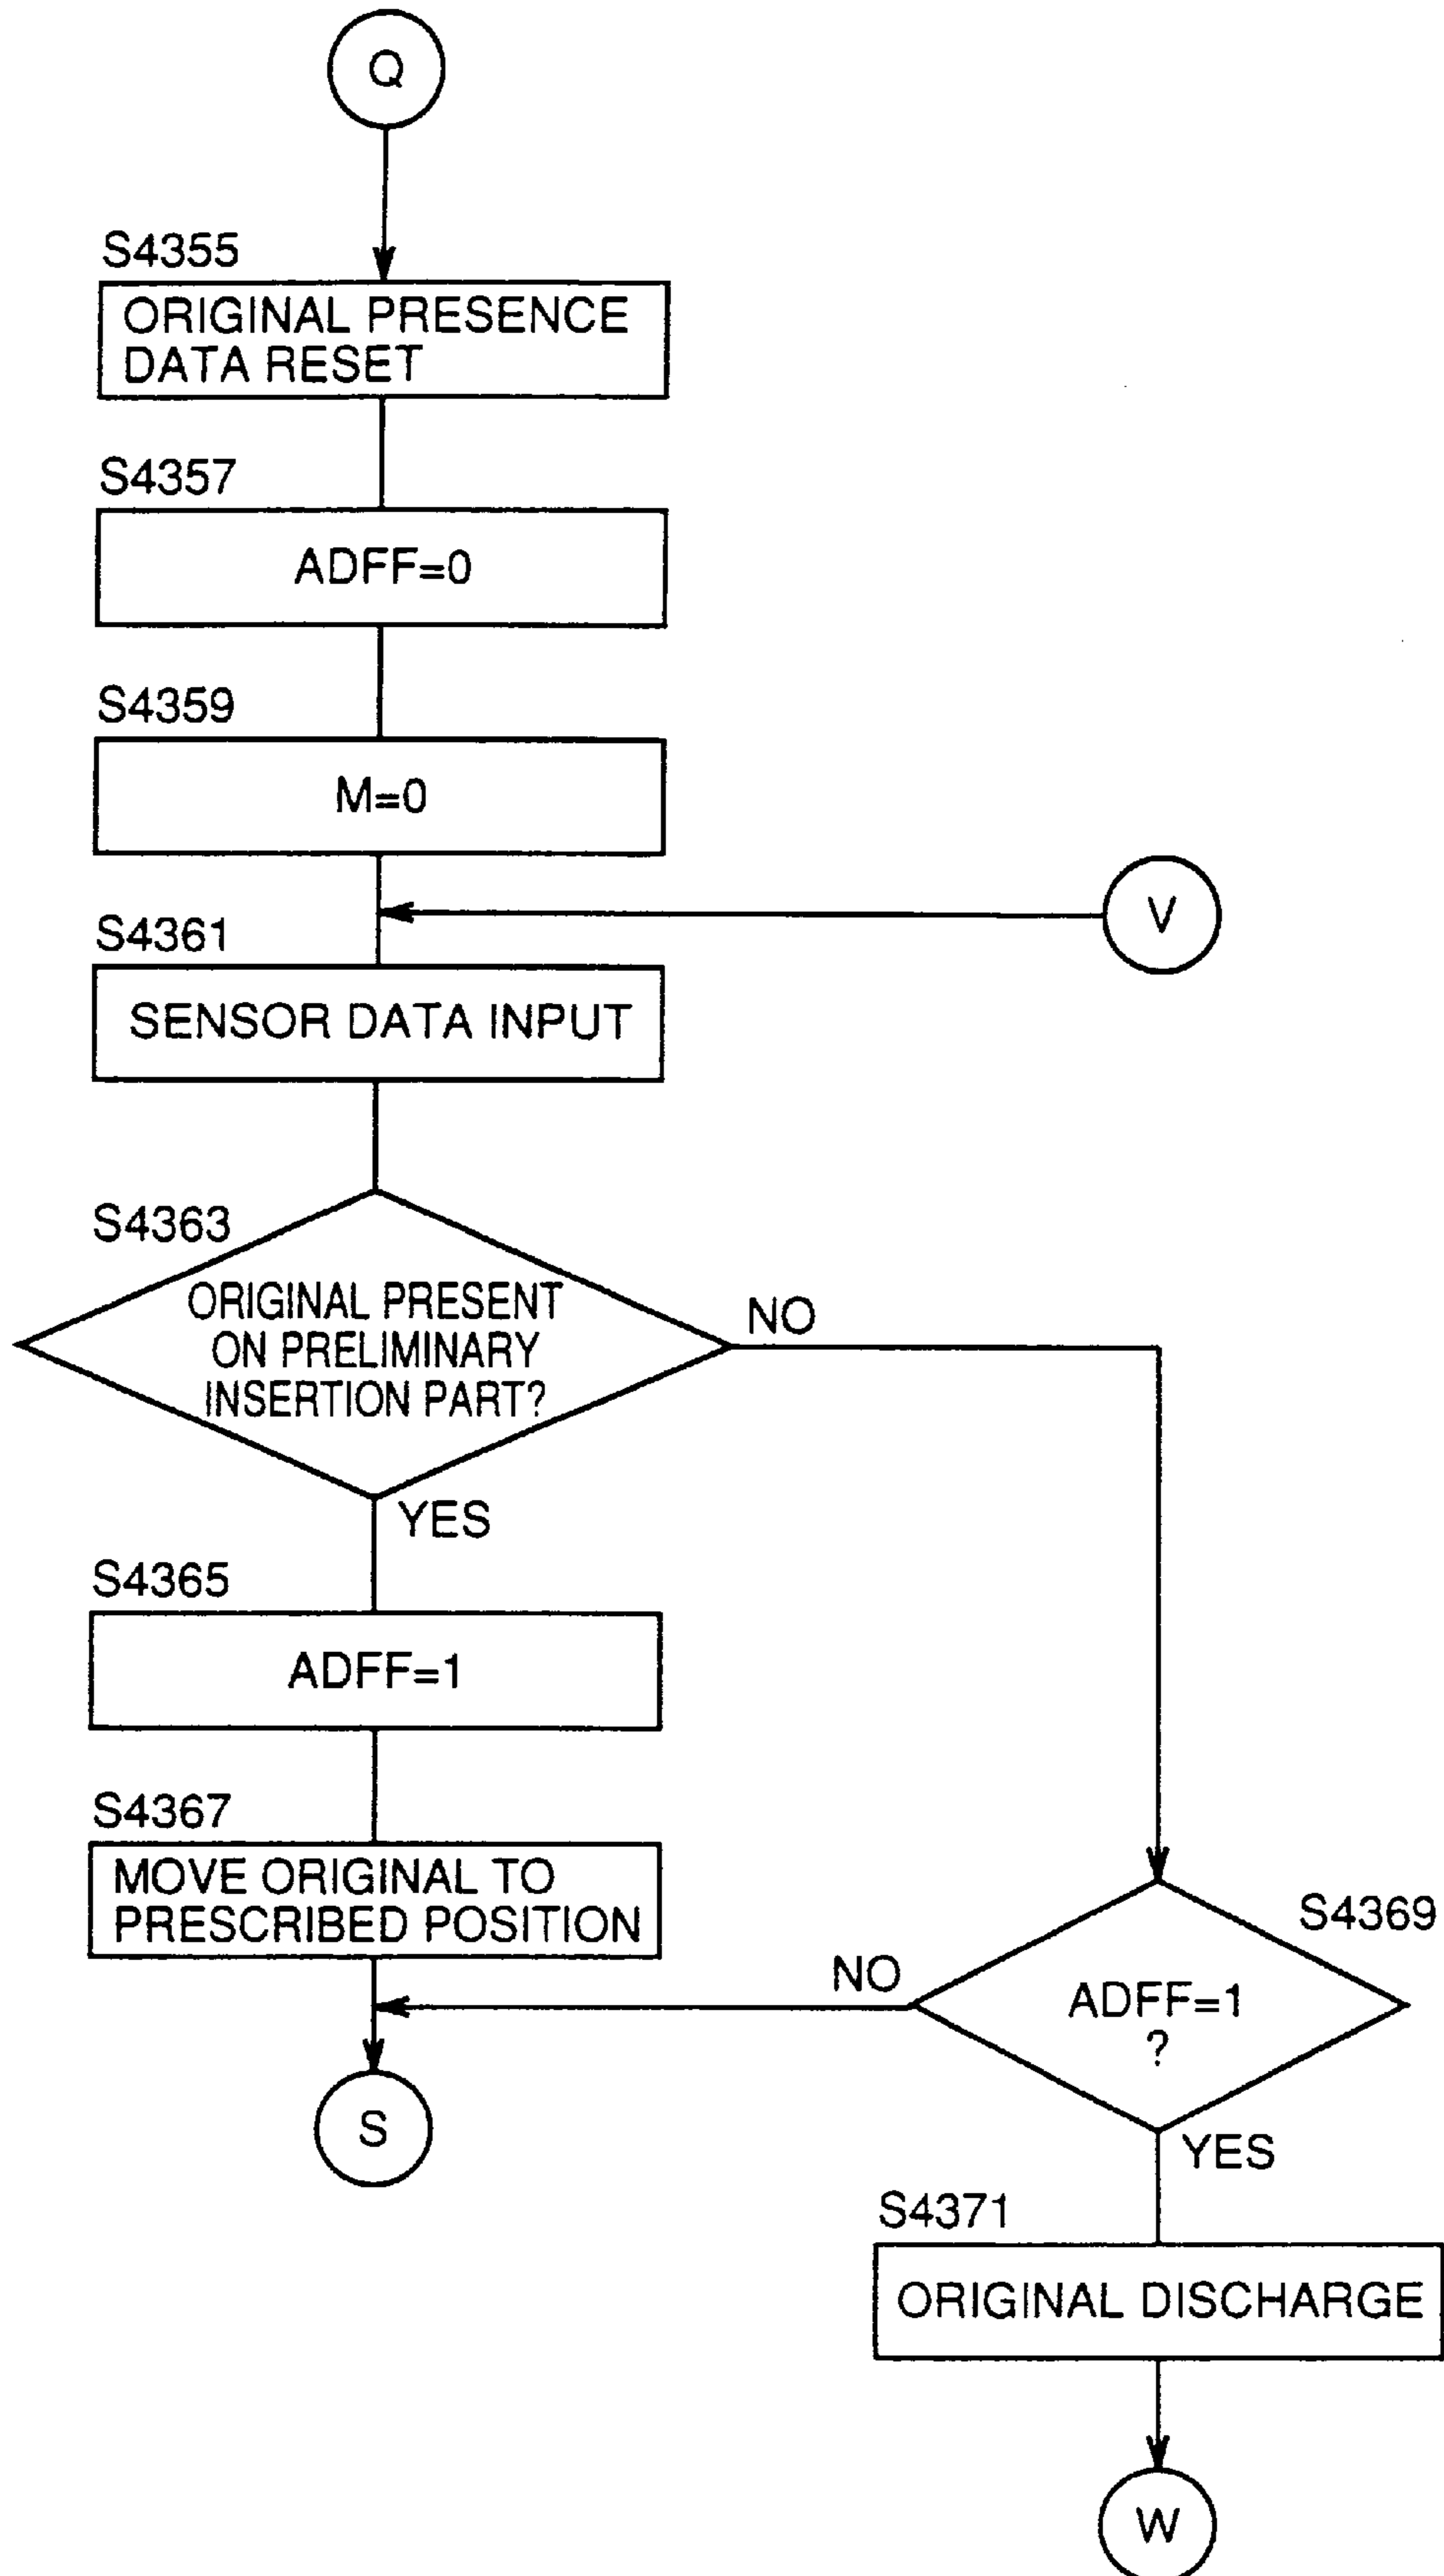 Q
S4355
ORIGINAL PRESENCE
DATA RESET
S4357
ADFF=0
S4359
M=0
V
S4361
SENSOR DATA INPUT
S4363
ORIGINAL PRESENT
ON PRELIMINARY
INSERTION PART?
NO
YES
S4365
ADFF=1
S4367
MOVE ORIGINAL TO
PRESCRIBED POSITION
S4369
NO
ADFF=1
?
S
YES
S4371
ORIGINAL DISCHARGE
W